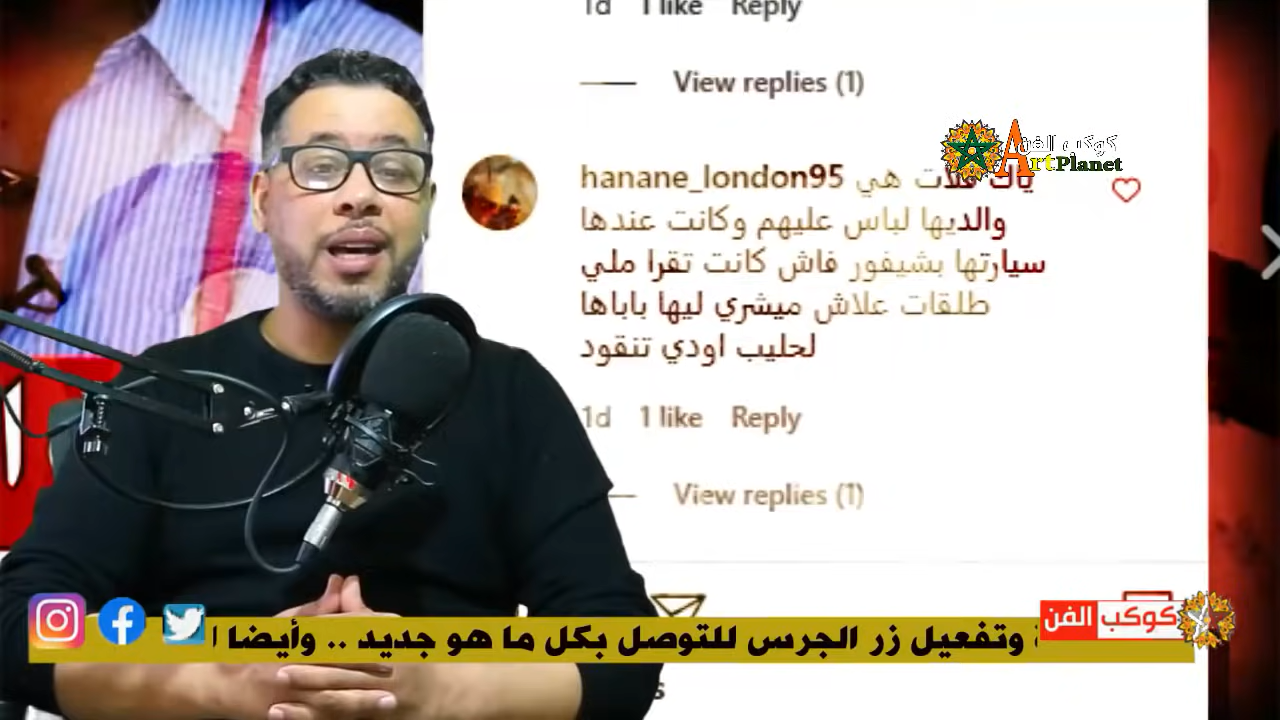 1d 1 like Reply
View replies (1)
كوكب الفن
ArtPlanet
hanane_london95 هي
والديها لباس عليهم وكانت عندها
سيارتها بشيفور فاش كانت تقرا ملي
طلقات علاش ميشري ليها باباها
لحليب اودي تنقود
1d 1 like Reply
View replies (1)
وتفعيل زر الجرس للتوصل بكل ما هو جديد .. وأيضا
كوكب الفن